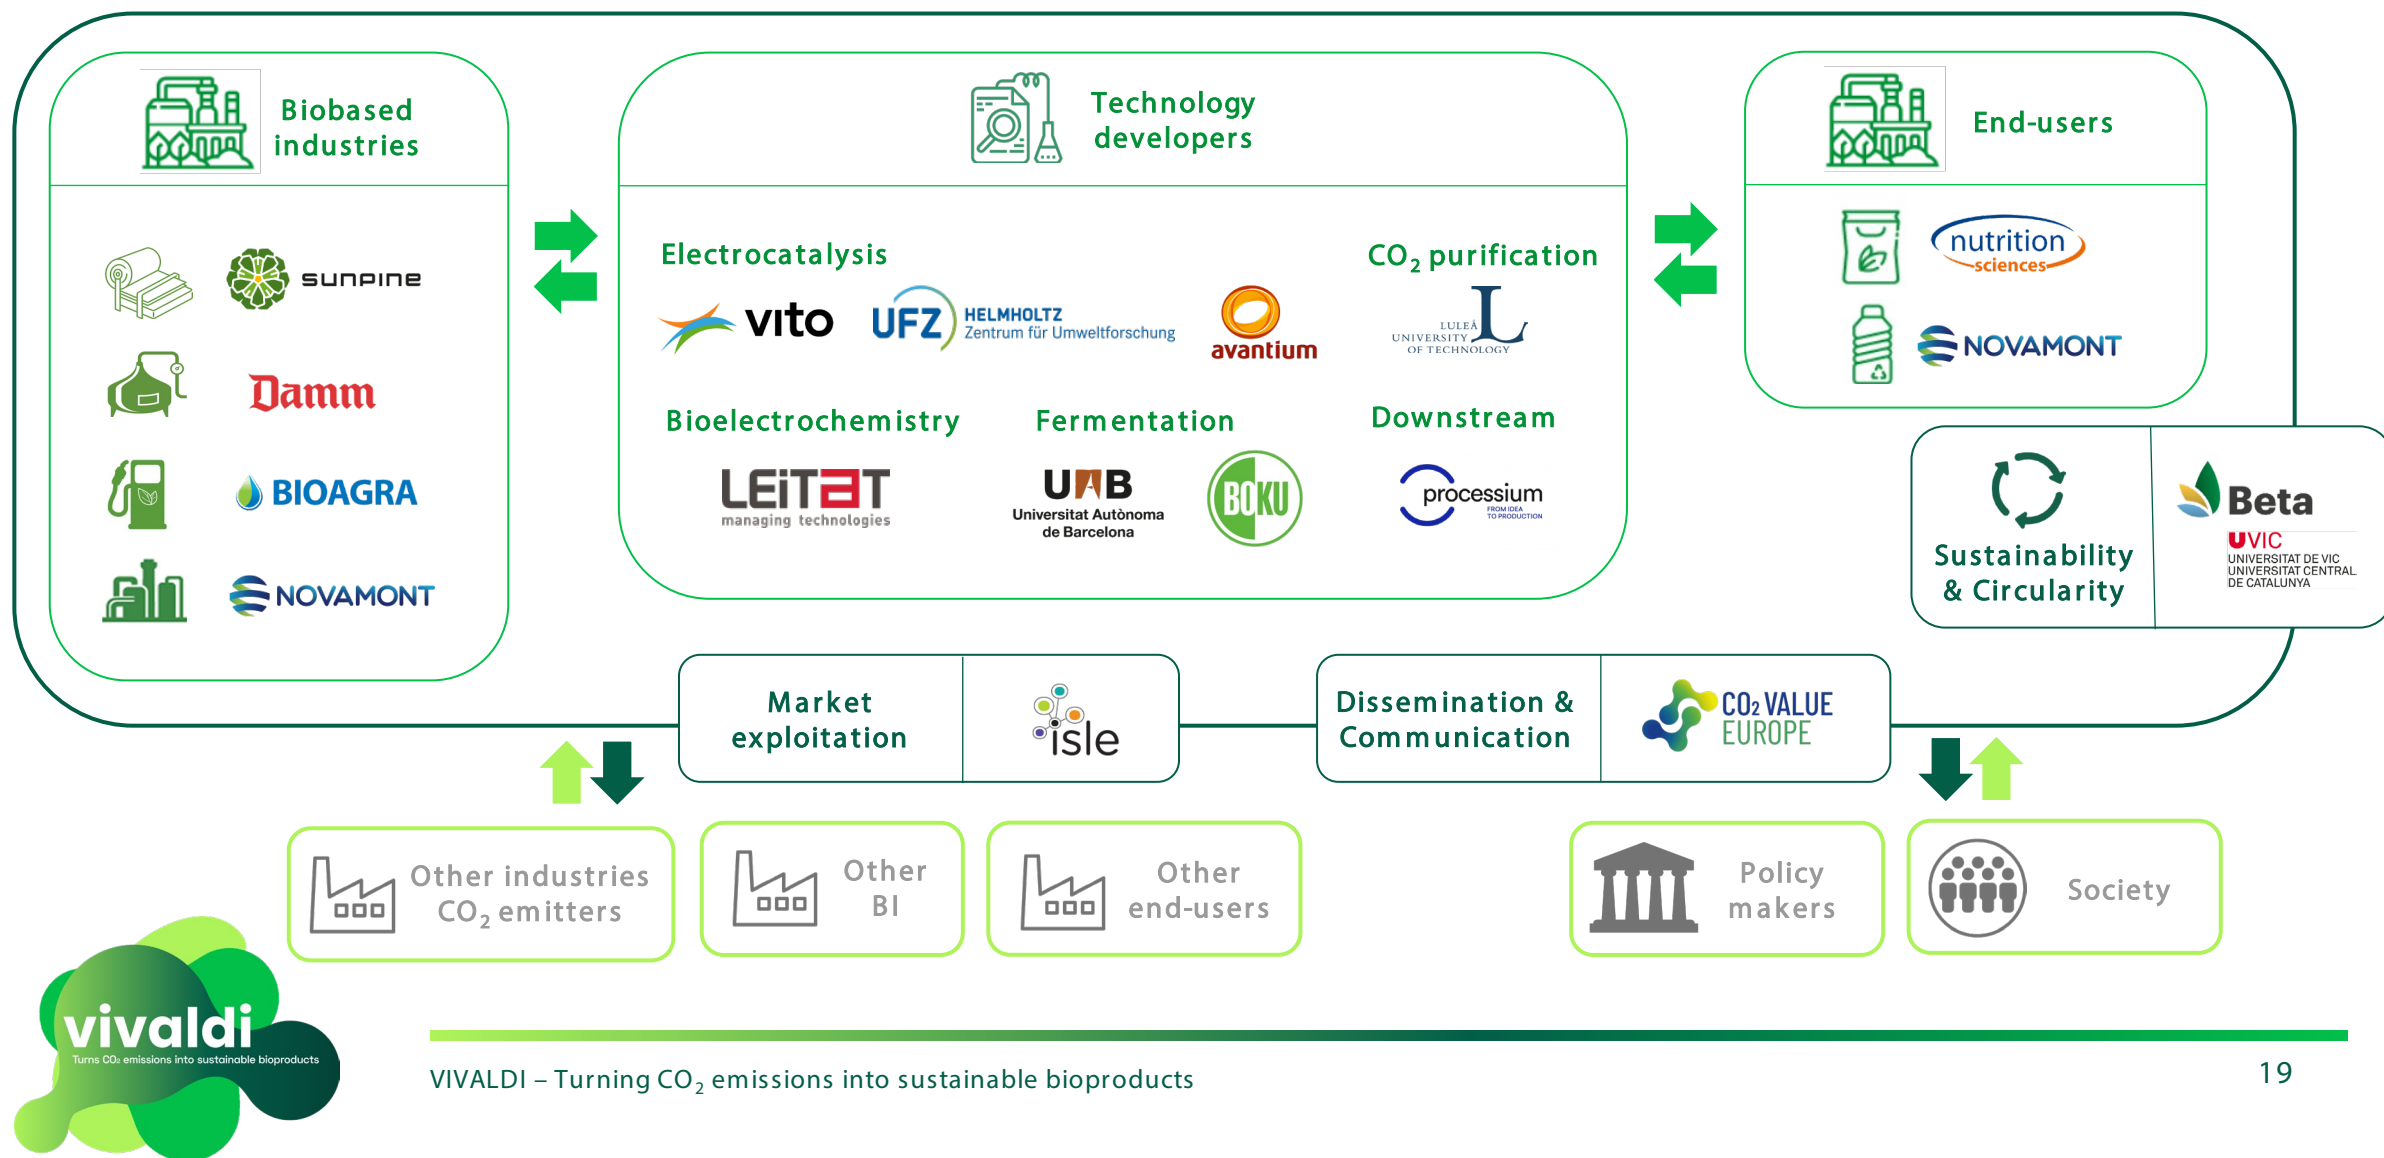 Biobased
industries
sunpine
Damm
BIOAGRA
NOVAMONT
Technology
developers
Electrocatalysis
vito
UFZ
HELMHOLTZ
Zentrum für Umweltforschung
avantium
CO₂ purification
LULEÅ
UNIVERSITY
OF TECHNOLOGY
L
Bioelectrochemistry
LEiTAT
managing technologies
Fermentation
UAB
Universitat Autònoma
de Barcelona
BOKU
Downstream
processium
FROM IDEA
TO PRODUCTION
End-users
nutrition
sciences
NOVAMONT
Sustainability
& Circularity
Beta
UVIC
UNIVERSITAT DE VIC
UNIVERSITAT CENTRAL
DE CATALUNYA
Market
exploitation
isle
Dissemination &
Communication
CO₂ VALUE
EUROPE
Other industries
CO₂ emitters
Other
BI
Other
end-users
Policy
makers
Society
vivaldi
Turns CO₂ emissions into sustainable bioproducts
VIVALDI – Turning CO₂ emissions into sustainable bioproducts
19